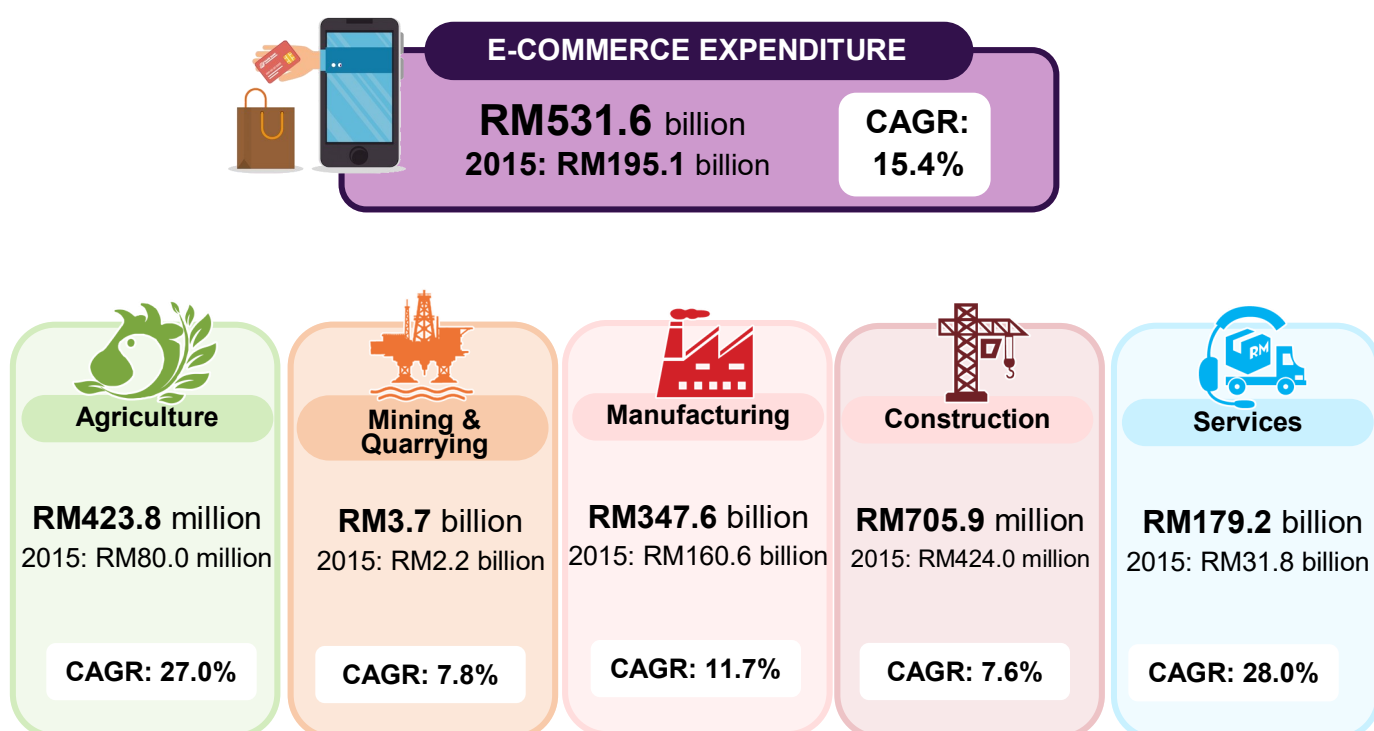 E-COMMERCE EXPENDITURE
RM531.6 billion
2015: RM195.1 billion
CAGR:
15.4%
Agriculture
RM423.8 million
2015: RM80.0 million
CAGR: 27.0%
Mining &
Quarrying
RM3.7 billion
2015: RM2.2 billion
CAGR: 7.8%
Manufacturing
RM347.6 billion
2015: RM160.6 billion
CAGR: 11.7%
Construction
RM705.9 million
2015: RM424.0 million
CAGR: 7.6%
RM
Services
RM179.2 billion
2015: RM31.8 billion
CAGR: 28.0%